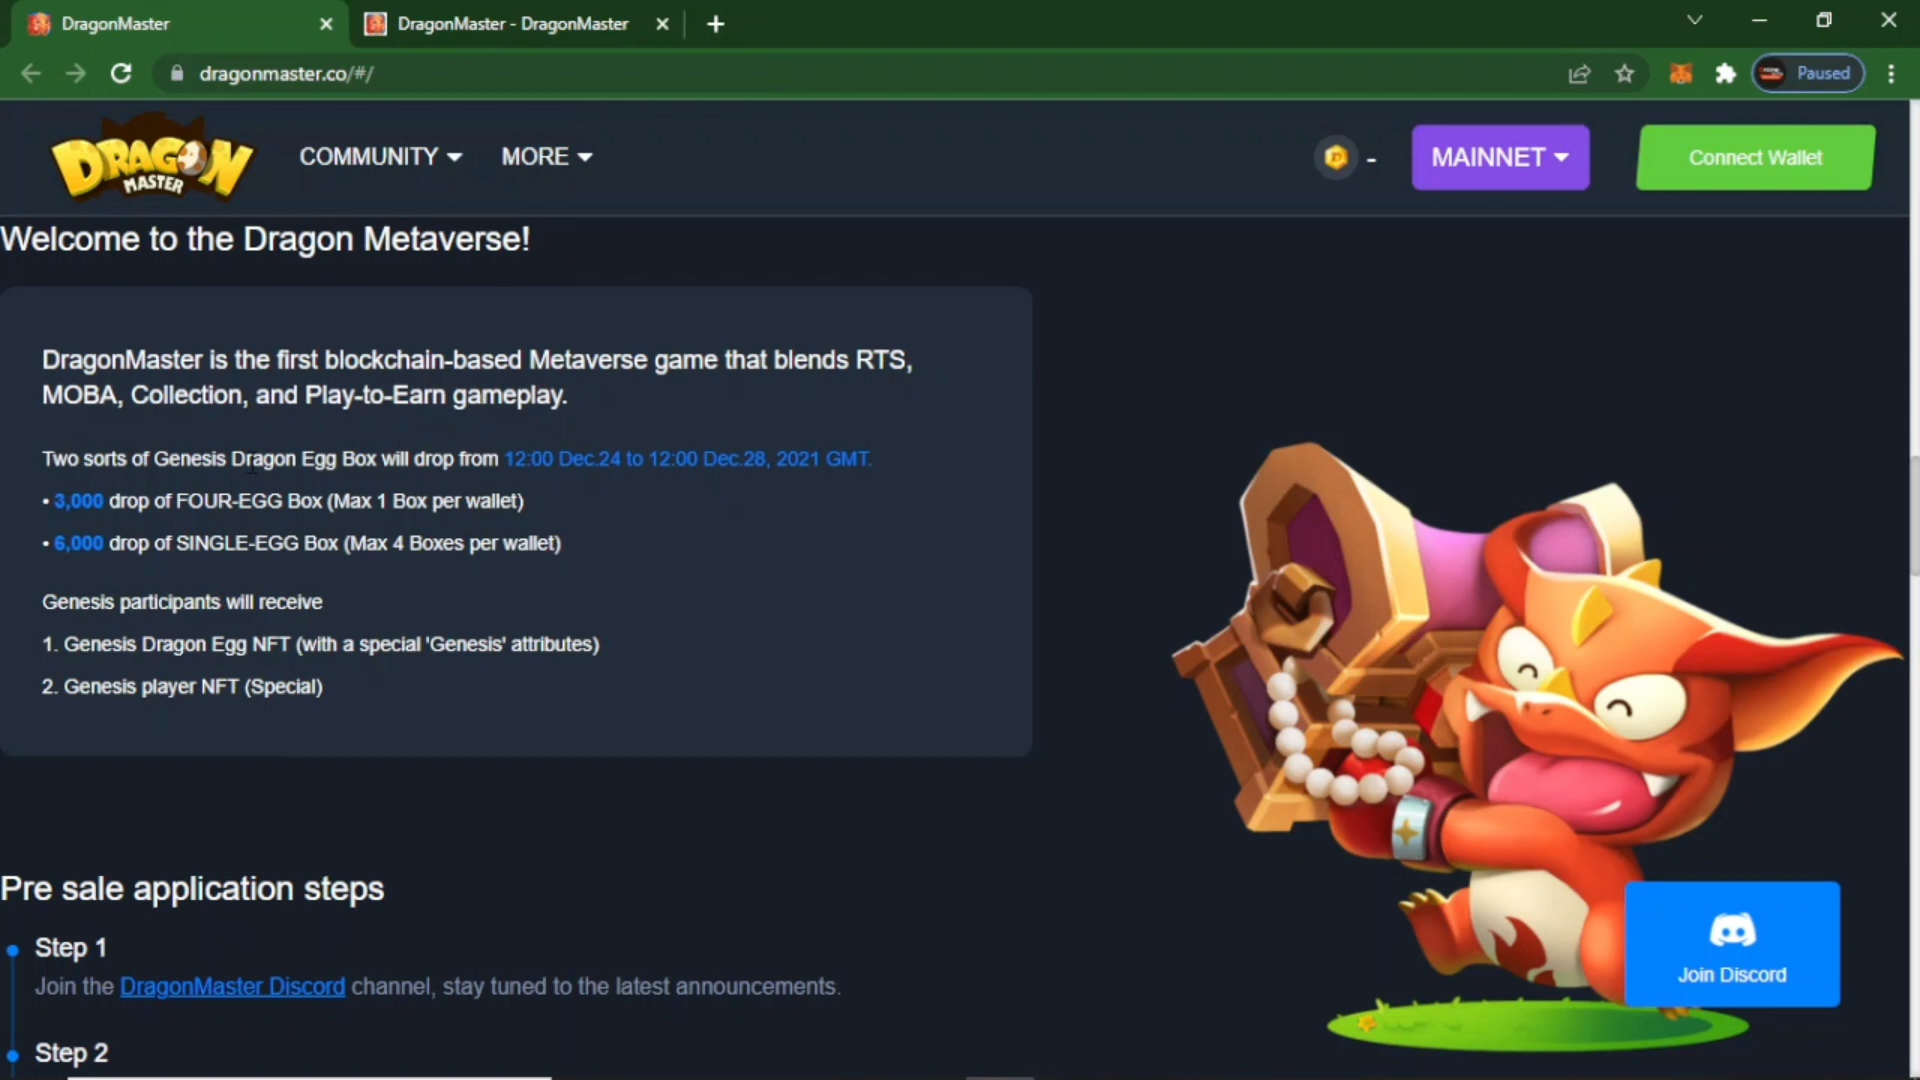 DragonMaster
DragonMaster - DragonMaster
dragonmaster.co/#/
Paused
DRAGON
MASTER
COMMUNITY
MORE
-
MAINNET
Connect Wallet
Welcome to the Dragon Metaverse!
DragonMaster is the first blockchain-based Metaverse game that blends RTS,
MOBA, Collection, and Play-to-Earn gameplay.
Two sorts of Genesis Dragon Egg Box will drop from 12:00 Dec.24 to 12:00 Dec.28, 2021 GMT.
• 3,000 drop of FOUR-EGG Box (Max 1 Box per wallet)
• 6,000 drop of SINGLE-EGG Box (Max 4 Boxes per wallet)
Genesis participants will receive
1. Genesis Dragon Egg NFT (with a special 'Genesis' attributes)
2. Genesis player NFT (Special)
Pre sale application steps
Step 1
Join the DragonMaster Discord channel, stay tuned to the latest announcements.
Join Discord
Step 2